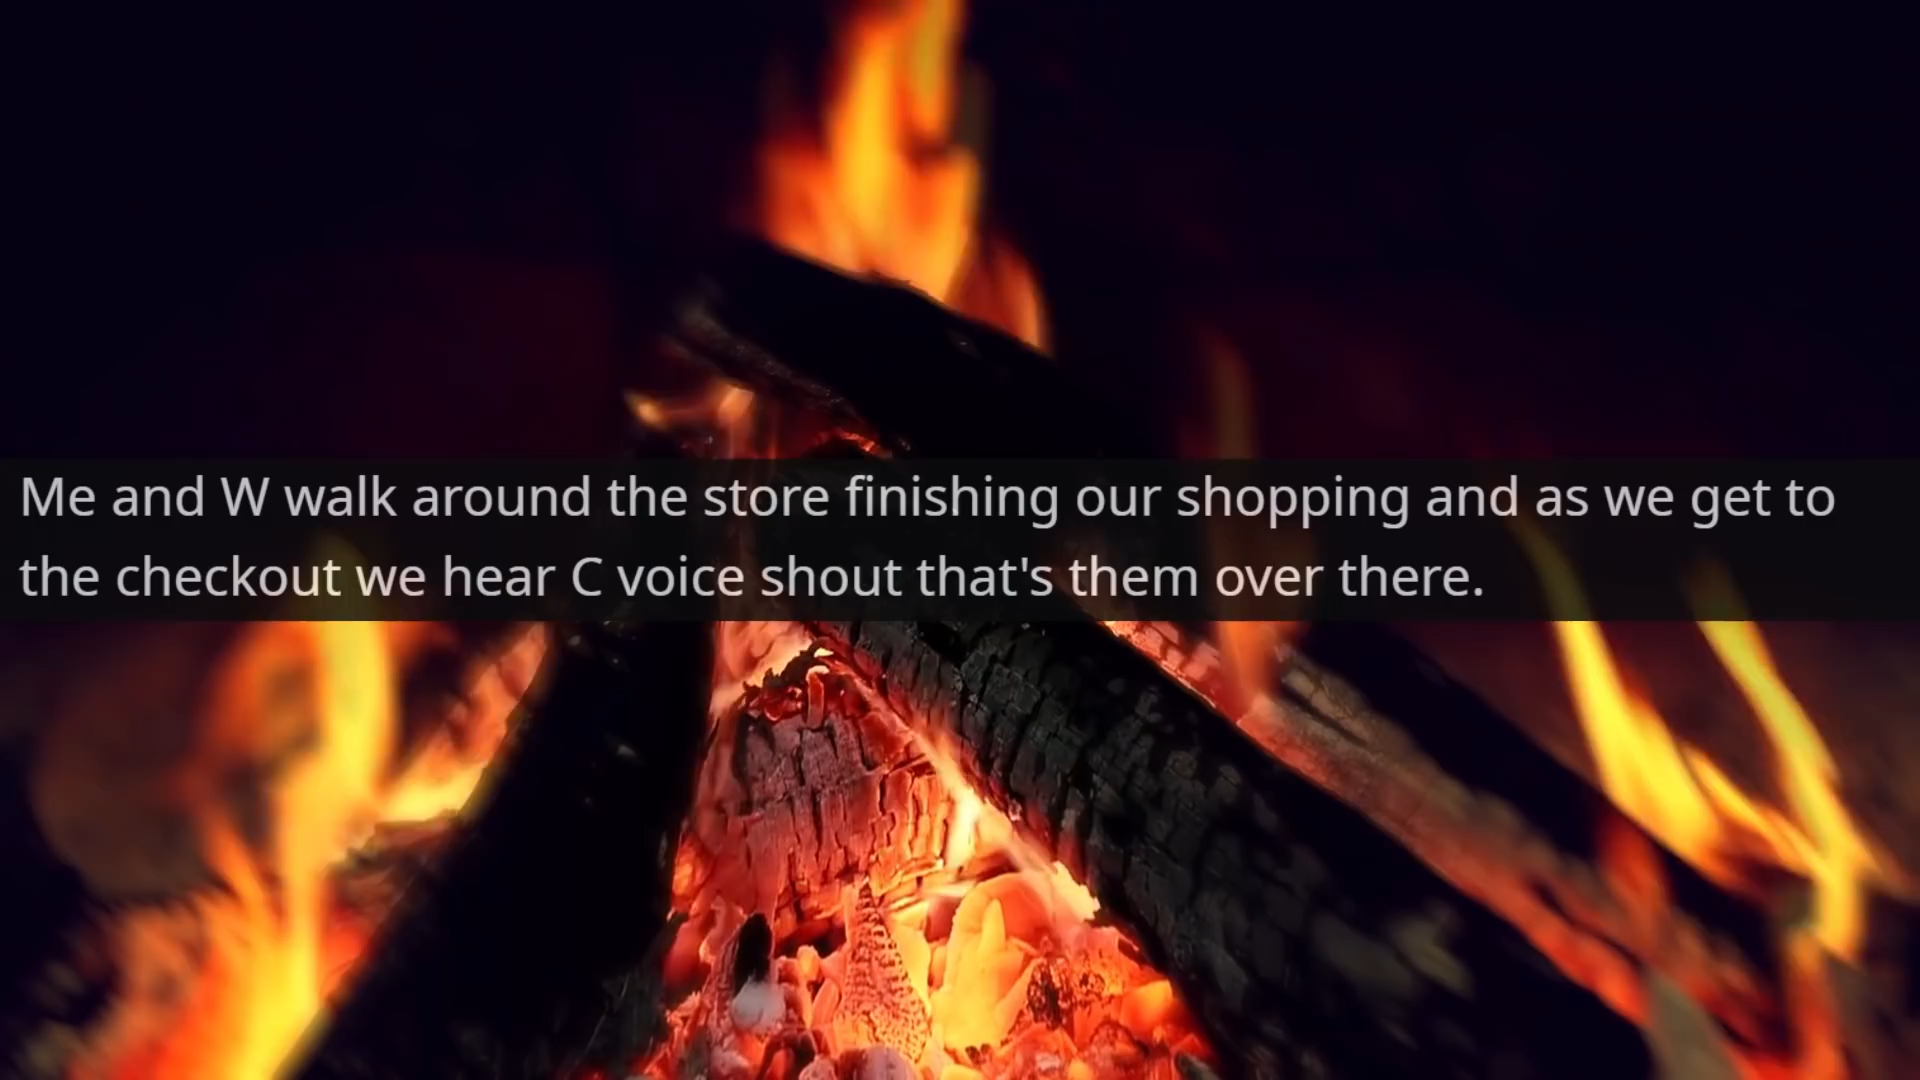 Me and W walk around the store finishing our shopping and as we get to
the checkout we hear C voice shout that's them over there.